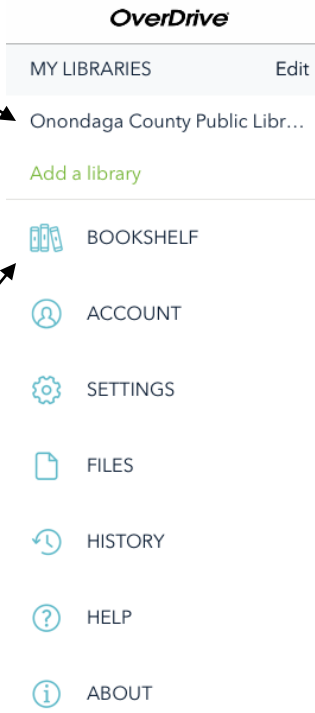 OverDrive
MY LIBRARIES Edit
Onondaga County Public Libr...
Add a library
BOOKSHELF
ACCOUNT
SETTINGS
FILES
HISTORY
HELP
ABOUT